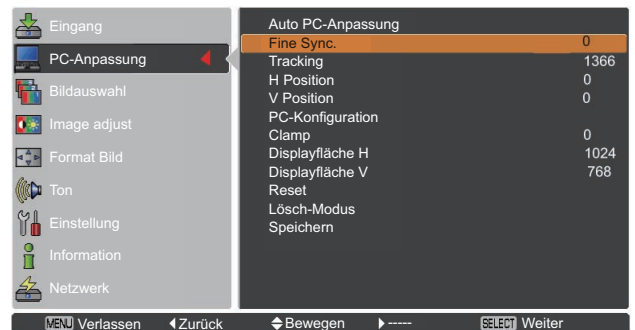 Eingang
PC-Anpassung
Bildauswahl
Image adjust
Format Bild
Ton
Einstellung
Information
Netzwerk
Auto PC-Anpassung
Fine Sync. 0
Tracking 1366
H Position 0
V Position 0
PC-Konfiguration
Clamp 0
Displayfläche H 1024
Displayfläche V 768
Reset
Lösch-Modus
Speichern
MENU Verlassen Zurück Bewegen ----- SELECT Weiter